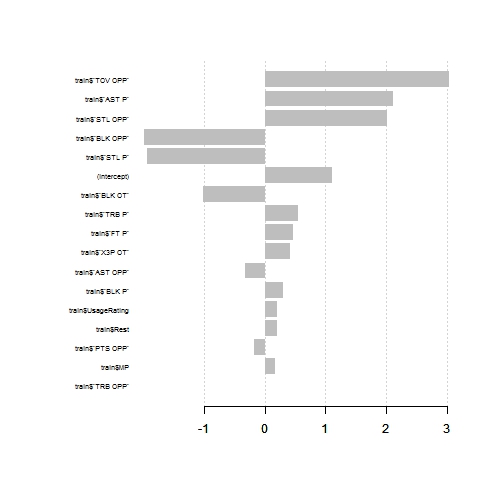 train$'TOV OPP'
train$'AST P'
train$'STL OPP'
train$'BLK OPP'
train$'STL P'
(Intercept)
train$'BLK OT'
train$'TRB P'
train$'FT P'
train$'X3P OT'
train$'AST OPP'
train$'BLK P'
train$UsageRating
train$Rest
train$'PTS OPP'
train$MP
train$'TRB OPP'
-1 0 1 2 3